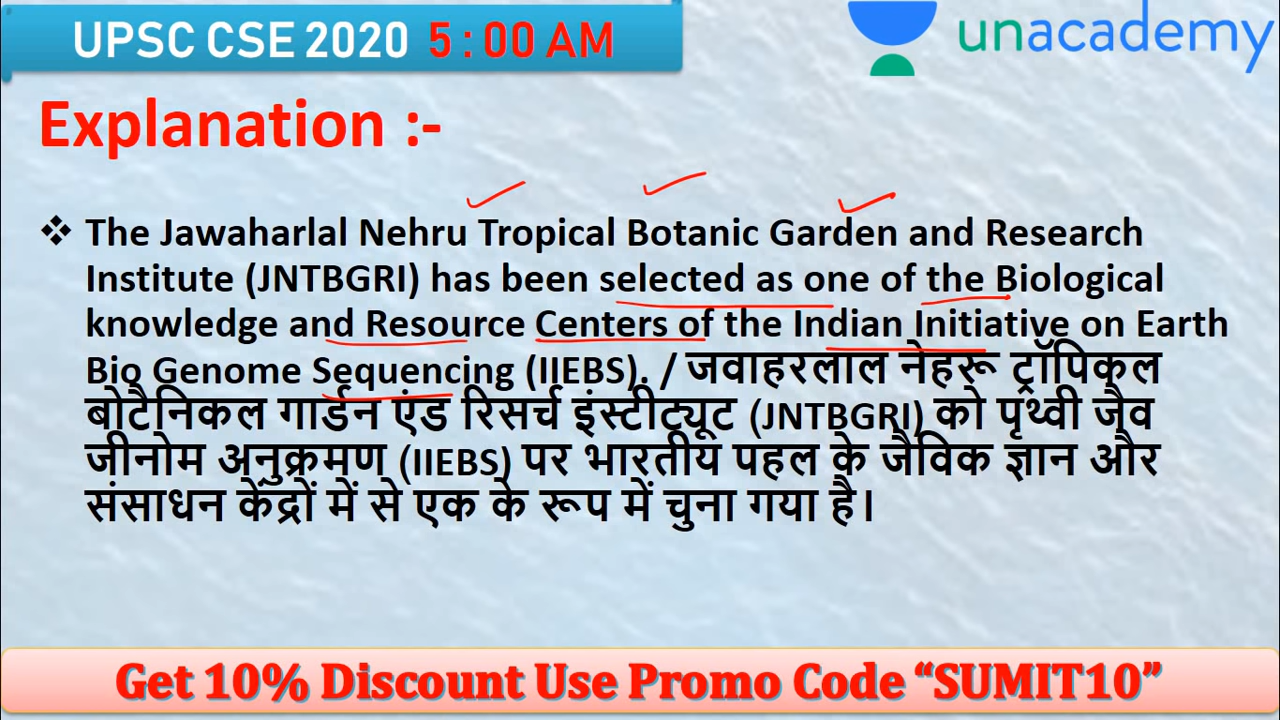 UPSC CSE 2020 5 : 00 AM
unacademy
Explanation :-
❖ The Jawaharlal Nehru Tropical Botanic Garden and Research
Institute (JNTBGRI) has been selected as one of the Biological
knowledge and Resource Centers of the Indian Initiative on Earth
Bio Genome Sequencing (IIEBS). / जवाहरलाल नेहरू ट्रॉपिकल
बोटैनिकल गार्डन एंड रिसर्च इंस्टीट्यूट (JNTBGRI) को पृथ्वी जैव
जीनोम अनुक्रमण (IIEBS) पर भारतीय पहल के जैविक ज्ञान और
संसाधन केंद्रों में से एक के रूप में चुना गया है।
Get 10% Discount Use Promo Code “SUMIT10”